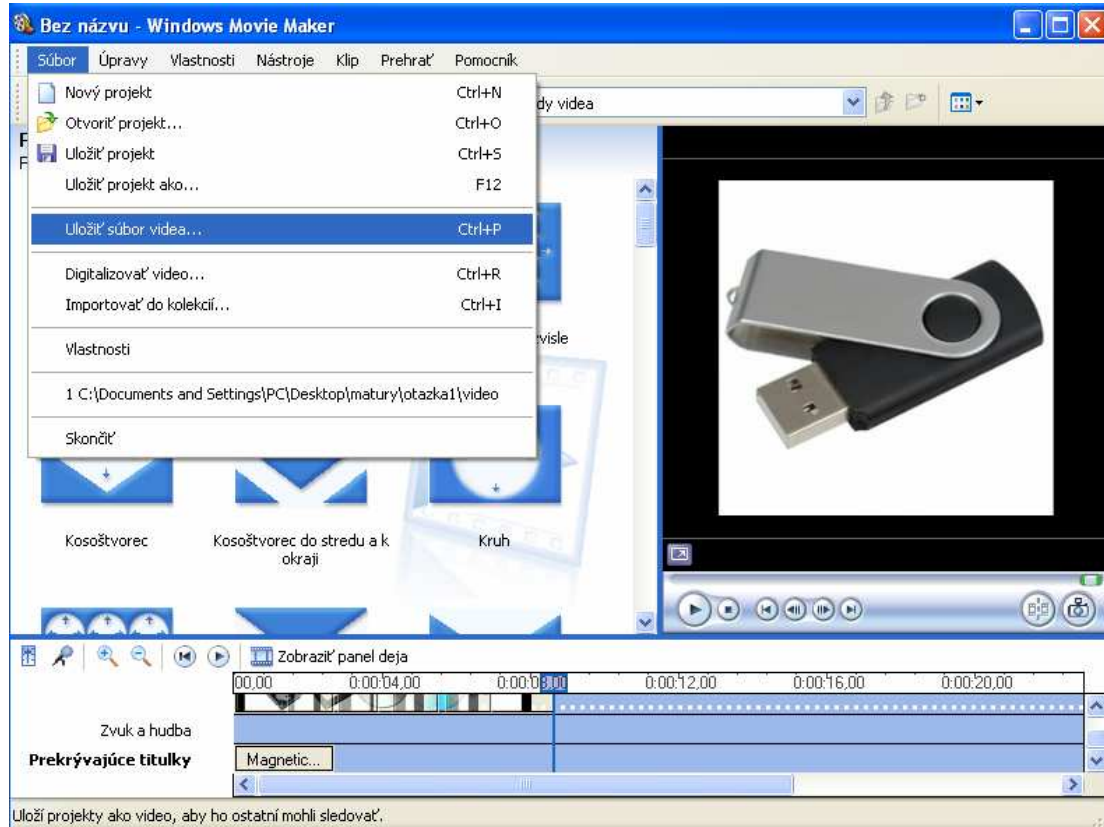 Bez názvu - Windows Movie Maker
Súbor Úpravy Vlastnosti Nástroje Klip Prehrať Pomocník
Nový projekt Ctrl+N
dy videa
Otvoriť projekt... Ctrl+O
Uložiť projekt Ctrl+S
Uložiť projekt ako... F12
Uložiť súbor videa... Ctrl+P
Digitalizovať video... Ctrl+R
Importovať do kolekcií... Ctrl+I
Vlastnosti
visle
1 C:\Documents and Settings\PC\Desktop\matury\otazka1\video
Skončiť
Kosoštvorec Kosoštvorec do stredu a k okraji Kruh
Zobraziť panel deja
00,00 0:00:04,00 0:00:08,00 0:00:12,00 0:00:16,00 0:00:20,00
Zvuk a hudba
Prekrývajúce titulky Magnetic...
Uloží projekty ako video, aby ho ostatní mohli sledovať.